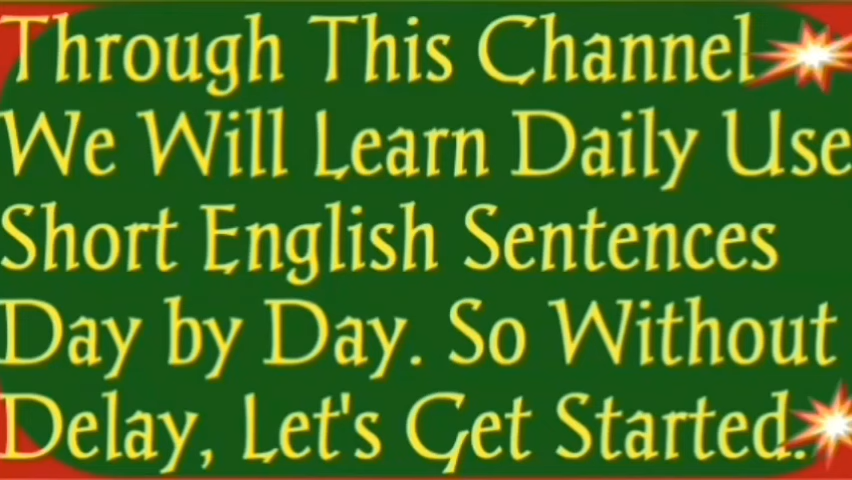 Through This Channel
We Will Learn Daily Use
Short English Sentences
Day by Day. So Without
Delay, Let's Get Started.